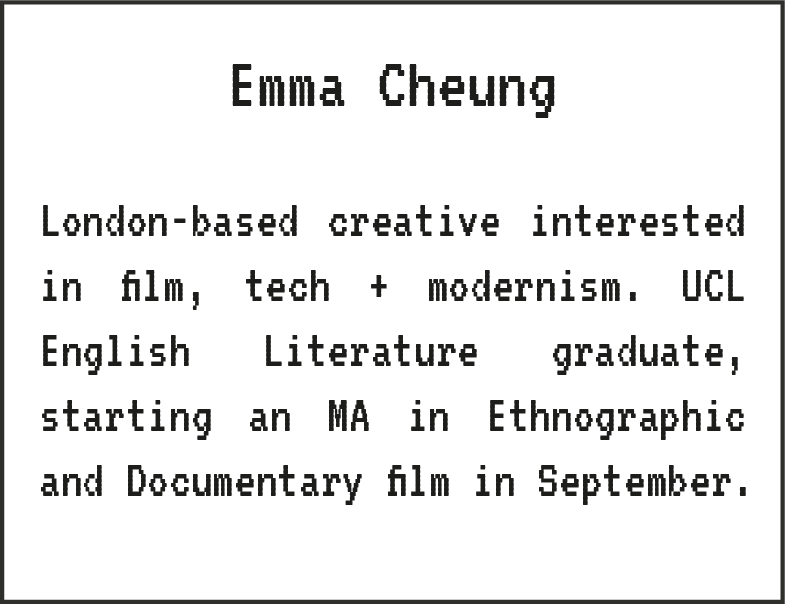 Emma Cheung
London-based creative interested
in film, tech + modernism. UCL
English Literature graduate,
starting an MA in Ethnographic
and Documentary film in September.